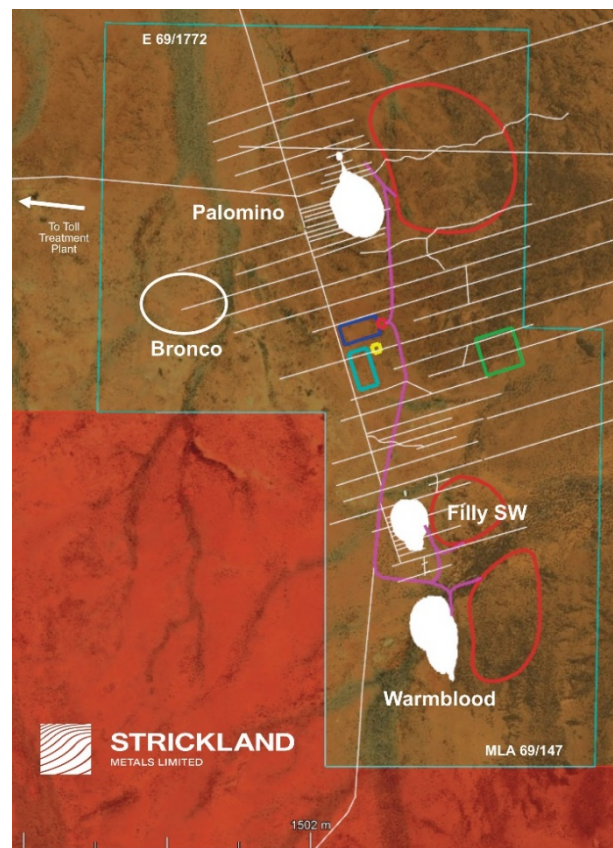 E 69/1772
Palomino
To Toll
Treatment
Plant
Bronco
Filly SW
Warmblood
STRICKLAND
METALS LIMITED
MLA 69/147
1502 m